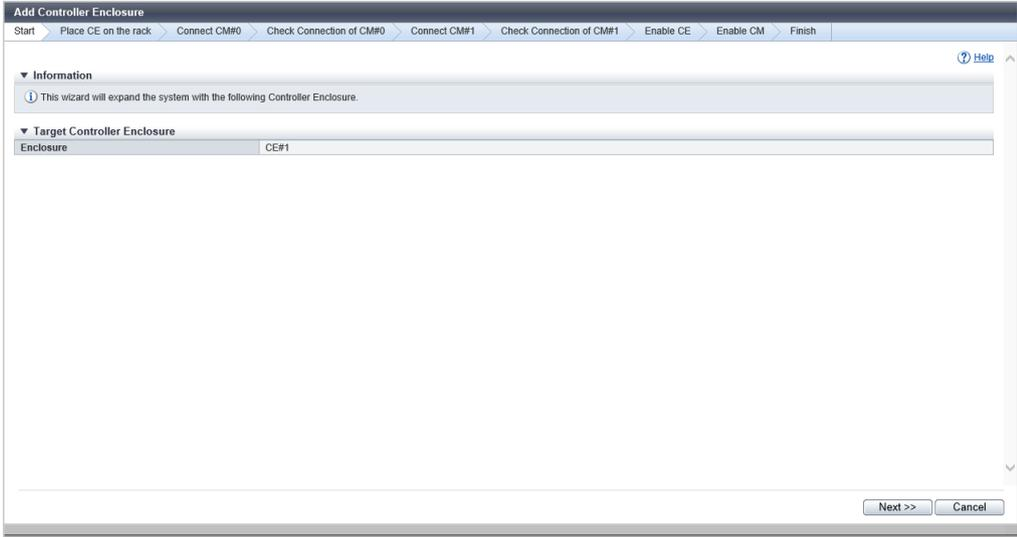 Add Controller Enclosure
Start Place CE on the rack Connect CM#0 Check Connection of CM#0 Connect CM#1 Check Connection of CM#1 Enable CE Enable CM Finish
Help
Information
This wizard will expand the system with the following Controller Enclosure.
Target Controller Enclosure
Enclosure CE#1
Next >> Cancel